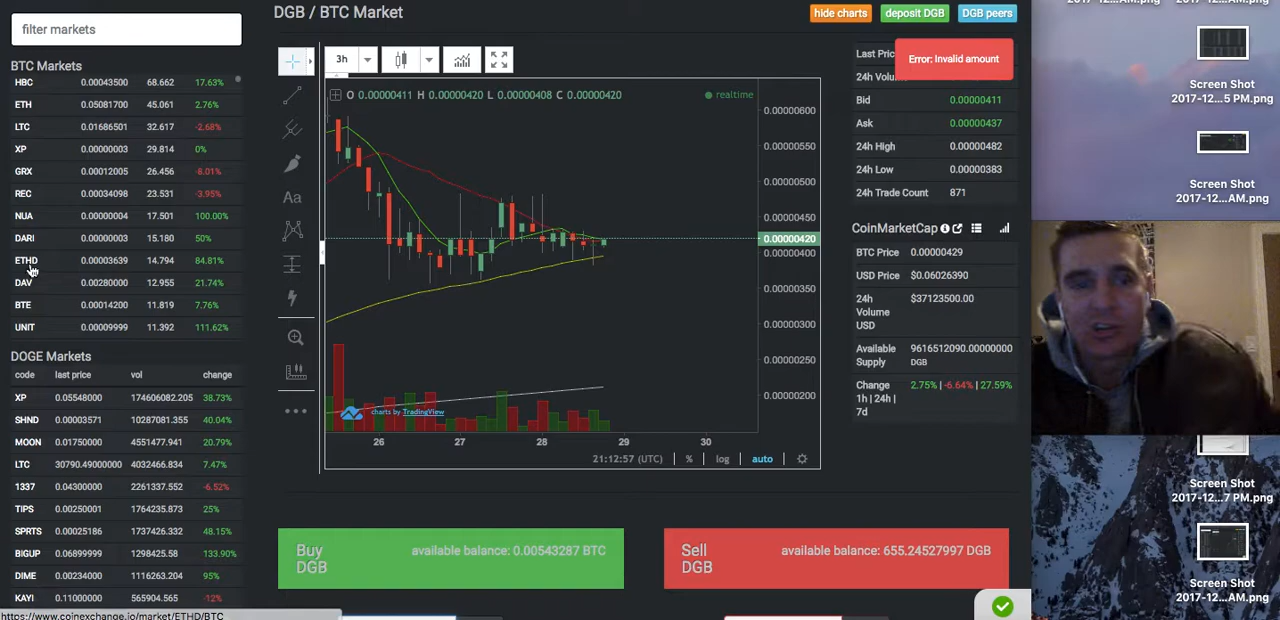 filter markets
BTC Markets
HBC 0.00043500 68.662 17.63%
ETH 0.05081700 45.061 2.76%
LTC 0.01686501 32.617 -2.68%
XP 0.00000003 29.814 0%
GRX 0.00012005 26.456 -8.01%
REC 0.00034098 23.531 -3.95%
NUA 0.00000004 17.501 100.00%
DARI 0.00000003 15.180 50%
ETHD 0.00003639 14.794 84.81%
DAV 0.00280000 12.955 21.74%
BTE 0.00014200 11.819 7.76%
UNIT 0.00009999 11.392 111.62%
DOGE Markets
code last price vol change
XP 0.05548000 174606082.205 38.73%
SHND 0.00003571 10287081.355 40.04%
MOON 0.01750000 4551477.941 20.79%
LTC 30790.49000000 4032466.834 7.47%
1337 0.04300000 2261337.552 -6.52%
TIPS 0.00250001 1764235.873 25%
SPRTS 0.00025186 1737426.332 48.15%
BIGUP 0.06899999 1298425.58 133.90%
DIME 0.00234000 1116263.204 95%
KAYI 0.11000000 565904.565 -12%
https://www.coinexchange.io/market/ETHD/BTC
DGB / BTC Market
hide charts deposit DGB DGB peers
3h
O 0.00000411 H 0.00000420 L 0.00000408 C 0.00000420
realtime
Aa
0.00000600
0.00000550
0.00000500
0.00000450
0.00000420
0.00000400
0.00000350
0.00000300
0.00000250
0.00000200
charts by TradingView
26 27 28 29 30
21:12:57 (UTC) % log auto
Last Pric
Error: Invalid amount
24h Volu
Bid 0.00000411
Ask 0.00000437
24h High 0.00000482
24h Low 0.00000383
24h Trade Count 871
CoinMarketCap
BTC Price 0.00000429
USD Price $0.06026390
24h Volume USD $37123500.00
Available Supply 9616512090.00000000 DGB
Change 1h | 24h | 7d 2.75% | -6.64% | 27.59%
Buy DGB
available balance: 0.00543287 BTC
Sell DGB
available balance: 655.24527997 DGB
Screen Shot
2017-12...5 PM.png
Screen Shot
2017-12...AM.png
Screen Shot
2017-12...7 PM.png
Screen Shot
2017-12...AM.png